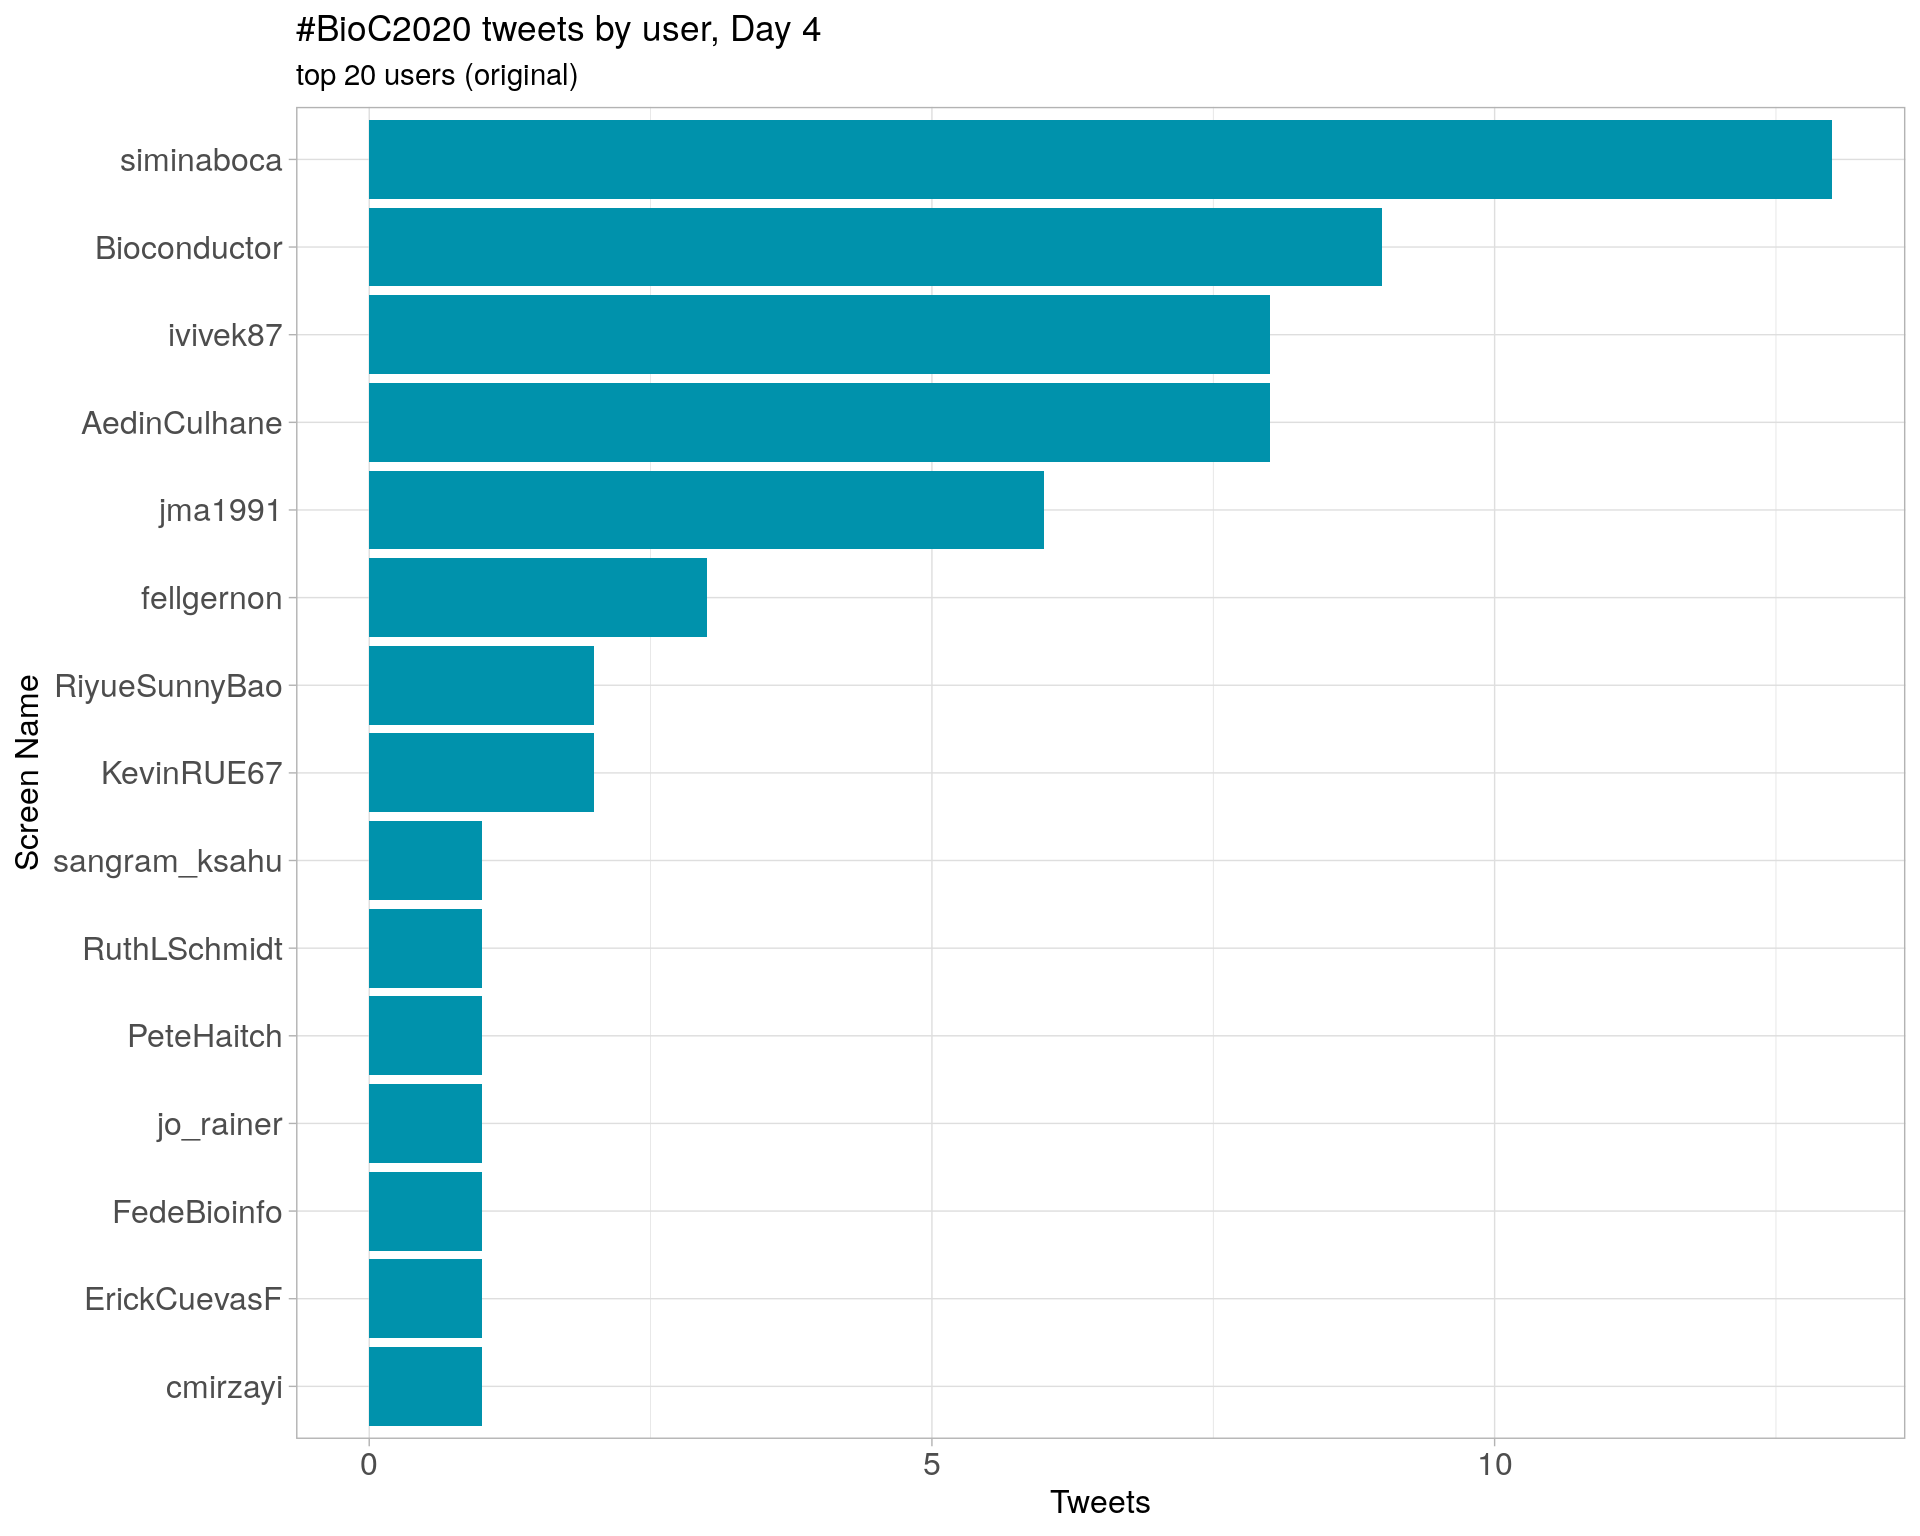 #BioC2020 tweets by user, Day 4
top 20 users (original)
siminaboca
Bioconductor
ivivek87
AedinCulhane
jma1991
fellgernon
RiyueSunnyBao
KevinRUE67
sangram_ksahu
RuthLSchmidt
PeteHaitch
jo_rainer
FedeBioinfo
ErickCuevasF
cmirzayi
Screen Name
0 5 10
Tweets